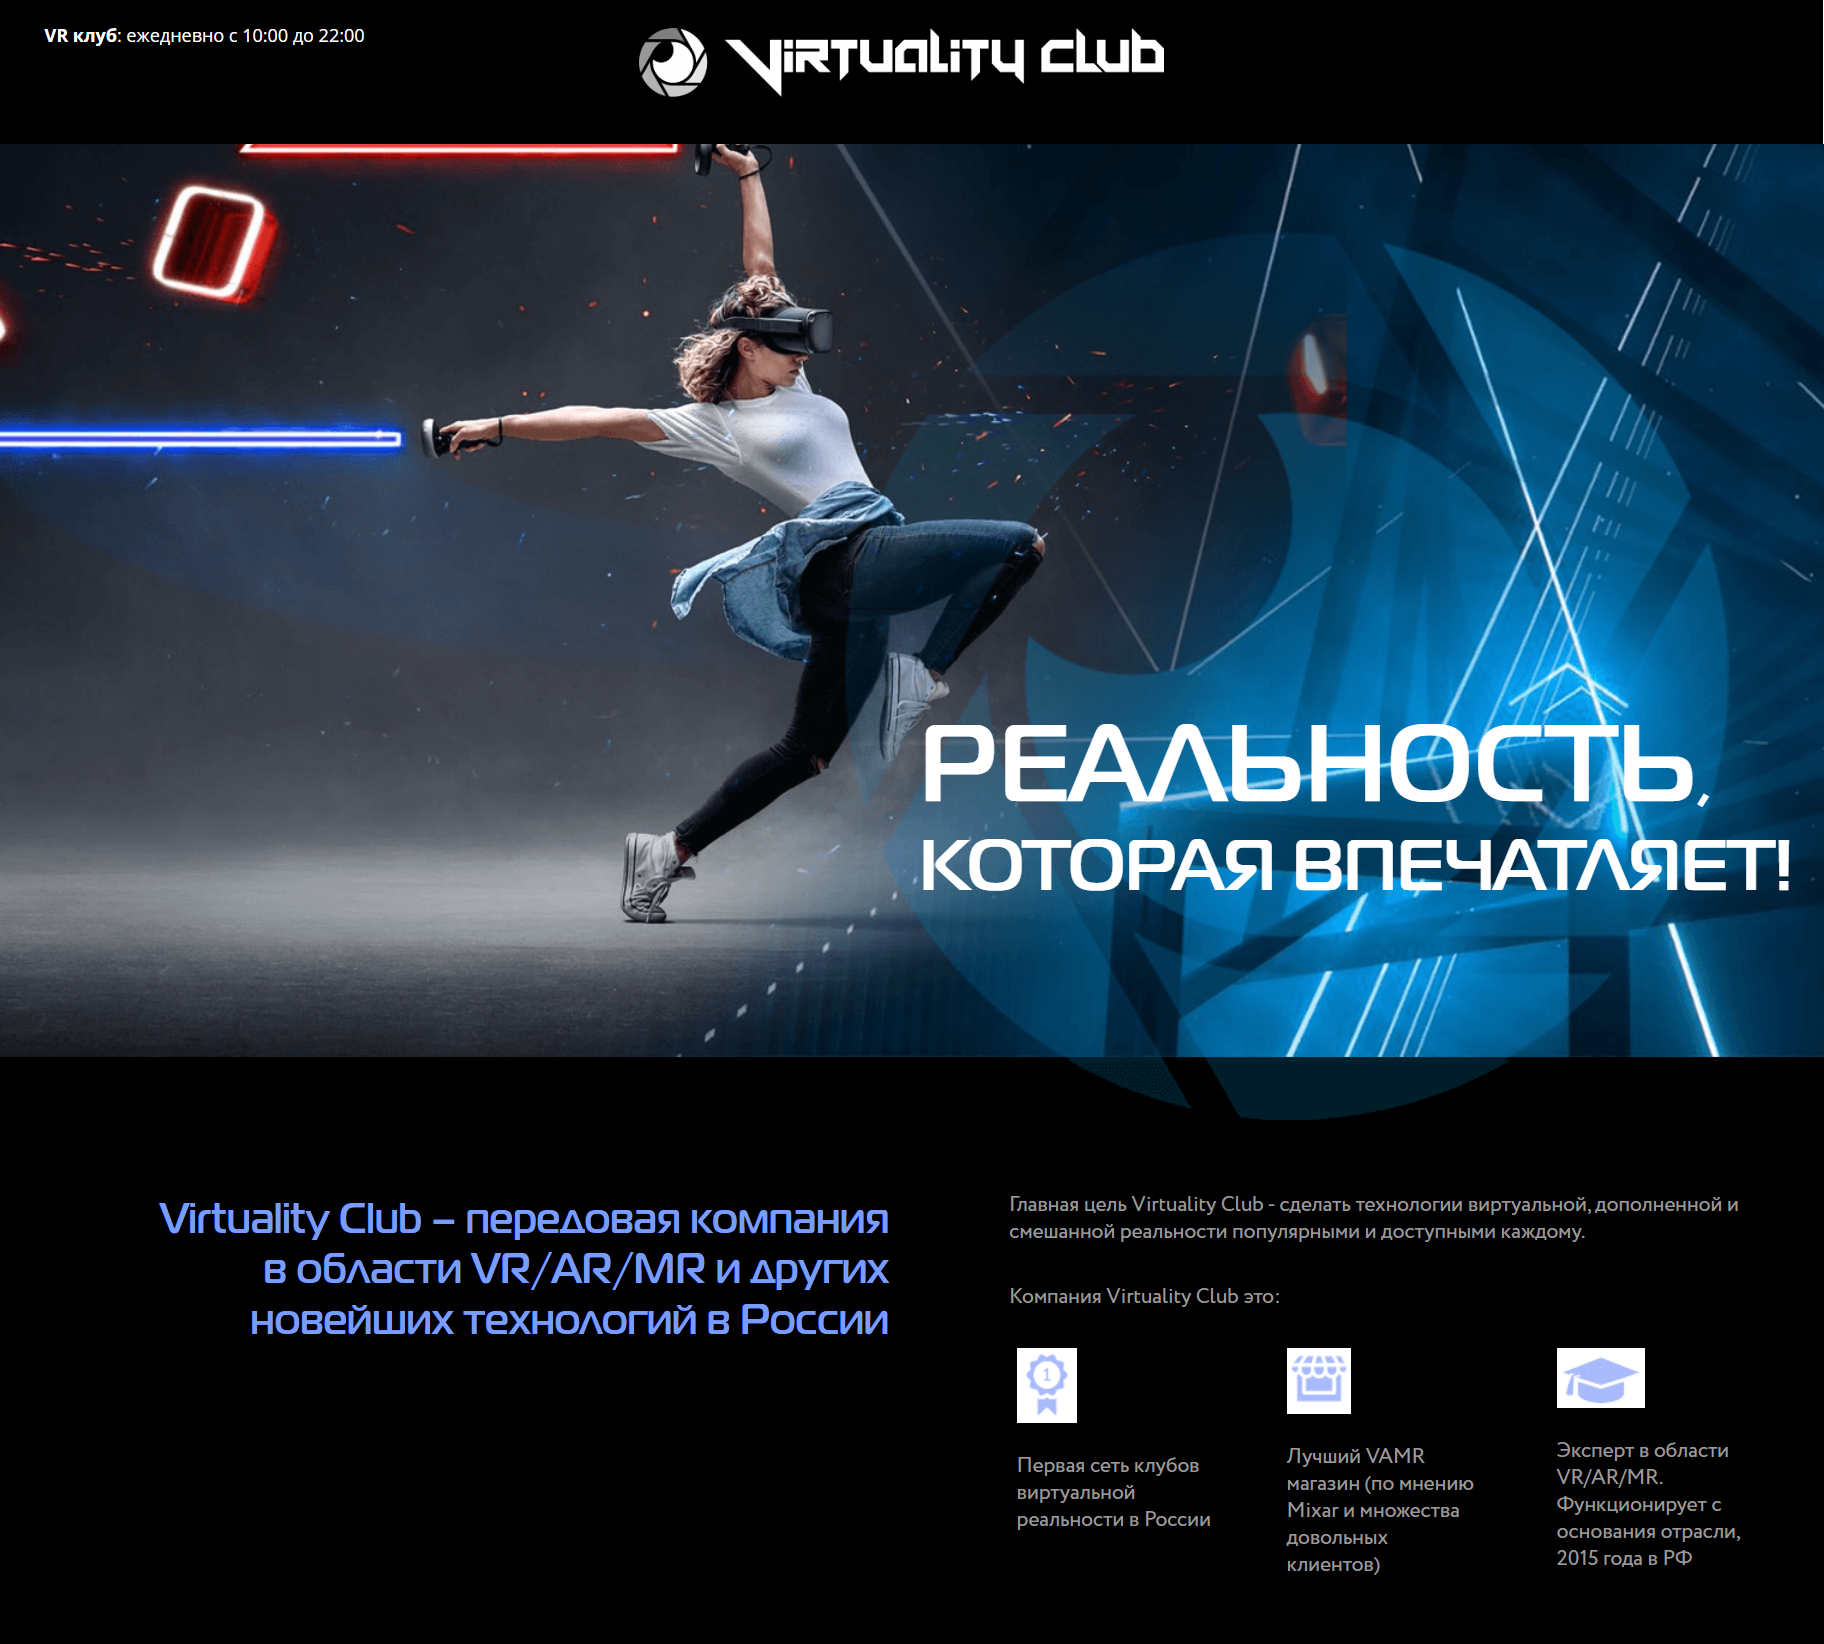 VR клуб: ежедневно с 10:00 до 22:00
VIRTUALITY CLUB
РЕАЛЬНОСТЬ,
КОТОРАЯ ВПЕЧАТЛЯЕТ!
Virtuality Club – передовая компания
в области VR/AR/MR и других
новейших технологий в России
Главная цель Virtuality Club - сделать технологии виртуальной, дополненной и
смешанной реальности популярными и доступными каждому.
Компания Virtuality Club это:
1
Первая сеть клубов
виртуальной
реальности в России
Лучший VAMR
магазин (по мнению
Mixar и множества
довольных
клиентов)
Эксперт в области
VR/AR/MR.
Функционирует с
основания отрасли,
2015 года в РФ